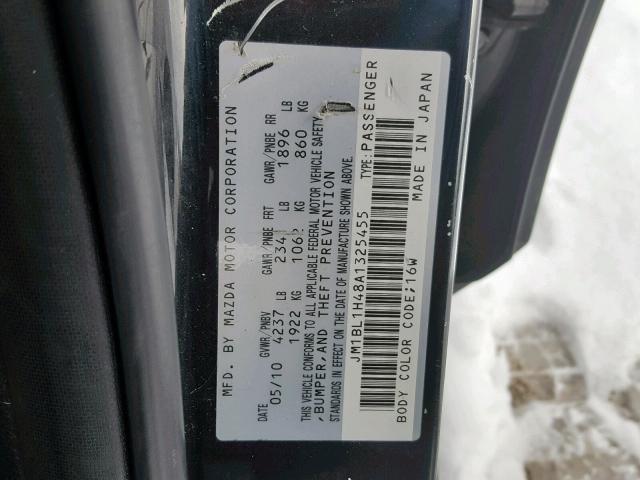 MFD. BY MAZDA MOTOR CORPORATION
DATE GVWR/PNBV GAWR/PNBE FRT GAWR/PNBE RR
05/10 4237 LB 2341 LB 1896 LB
1922 KG 1062 KG 860 KG
THIS VEHICLE CONFORMS TO ALL APPLICABLE FEDERAL MOTOR VEHICLE SAFETY
,BUMPER,AND THEFT PREVENTION
STANDARDS IN EFFECT ON THE DATE OF MANUFACTURE SHOWN ABOVE.
JM1BL1H48A1325455 TYPE:PASSENGER
BODY COLOR CODE;16W MADE IN JAPAN